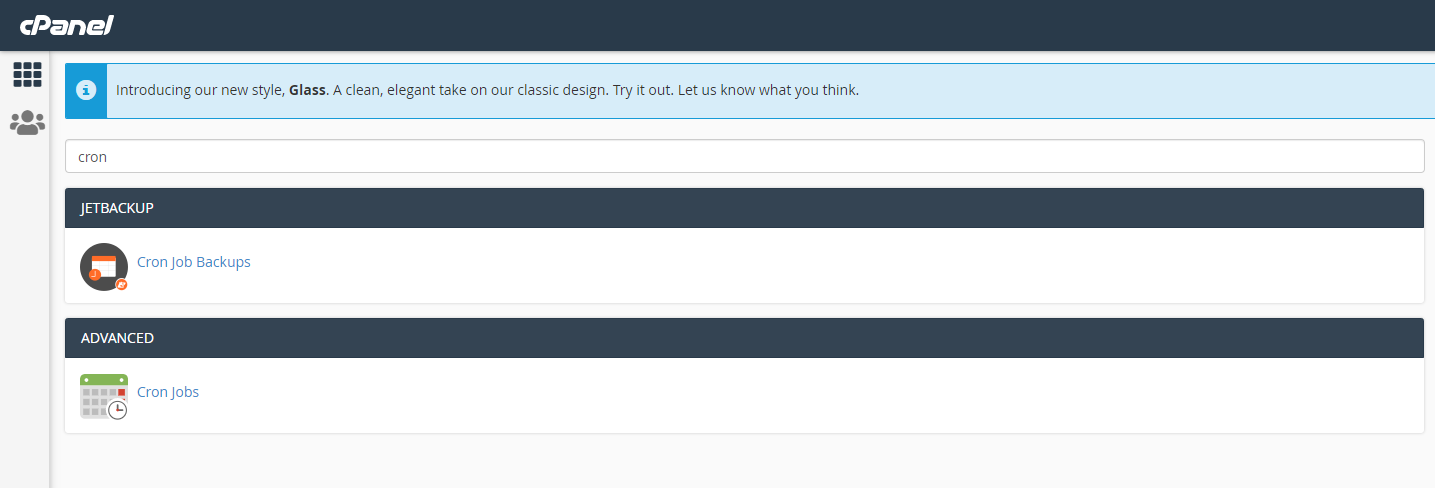 cPanel
Introducing our new style, Glass. A clean, elegant take on our classic design. Try it out. Let us know what you think.
cron
JETBACKUP
Cron Job Backups
ADVANCED
Cron Jobs